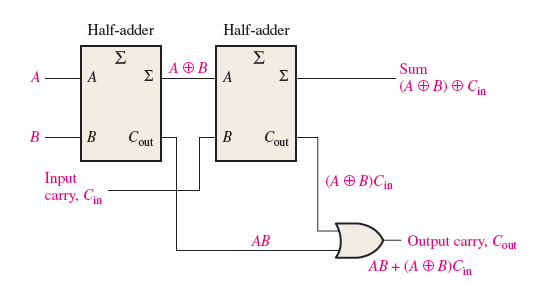 Half-adder
Half-adder
Σ
Σ
A
A
Σ
A ⊕ B
A
Σ
Sum
(A ⊕ B) ⊕ C_in
B
B
C_out
B
C_out
Input
carry, C_in
(A ⊕ B)C_in
AB
Output carry, C_out
AB + (A ⊕ B)C_in